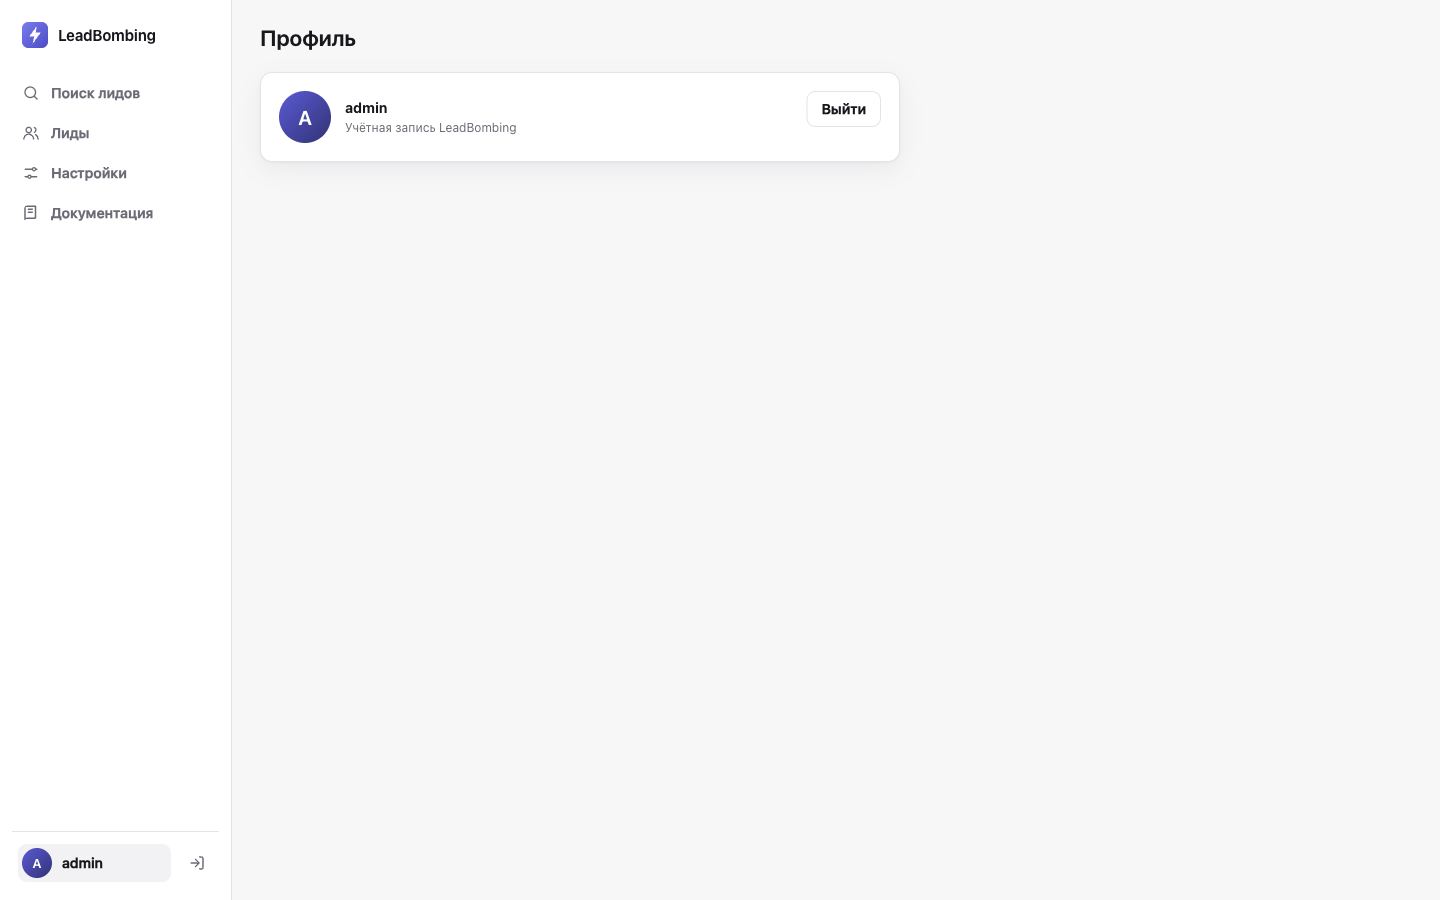 LeadBombing
Поиск лидов
Лиды
Настройки
Документация
A
admin
Профиль
A
admin
Учётная запись LeadBombing
Выйти